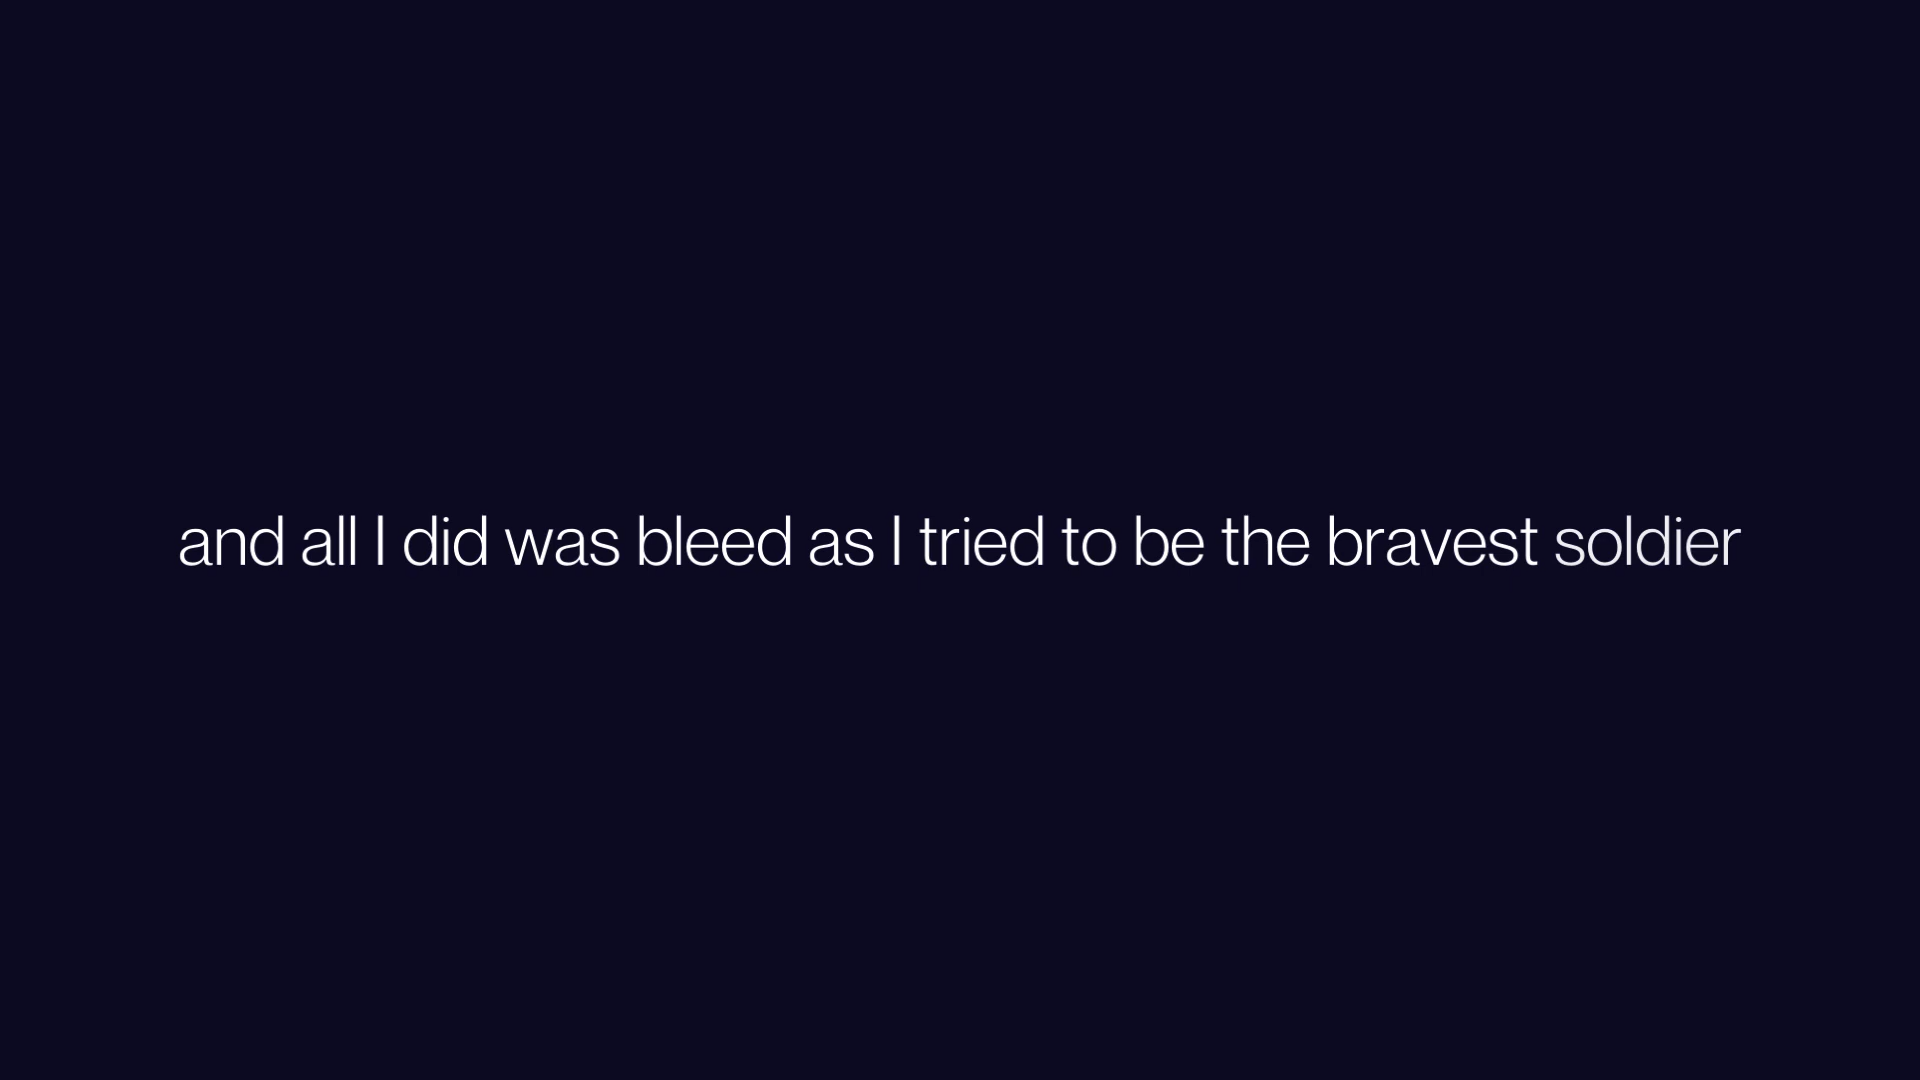 and all I did was bleed as I tried to be the bravest soldier